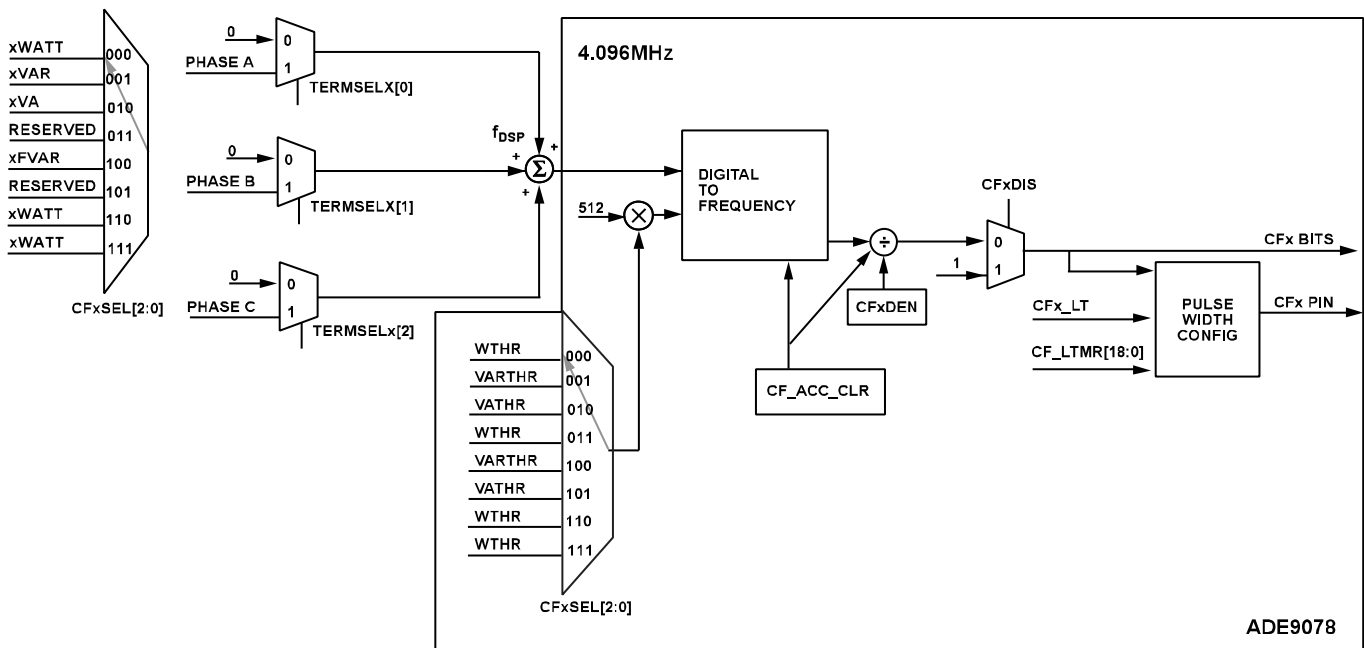 xWATT
000
xVAR
001
xVA
010
RESERVED
011
xFVAR
100
RESERVED
101
xWATT
110
xWATT
111
CFxSEL[2:0]
0
0
PHASE A
1
TERMSELX[0]
0
0
PHASE B
1
TERMSELX[1]
0
0
PHASE C
1
TERMSELx[2]
fDSP
+
+
+
Σ
4.096MHz
512
×
DIGITAL
TO
FREQUENCY
÷
CFxDEN
CF_ACC_CLR
CFxDIS
0
1
1
CFx BITS
CFx_LT
CF_LTMR[18:0]
PULSE
WIDTH
CONFIG
CFx PIN
WTHR
000
VARTHR
001
VATHR
010
WTHR
011
VARTHR
100
VATHR
101
WTHR
110
WTHR
111
CFxSEL[2:0]
ADE9078